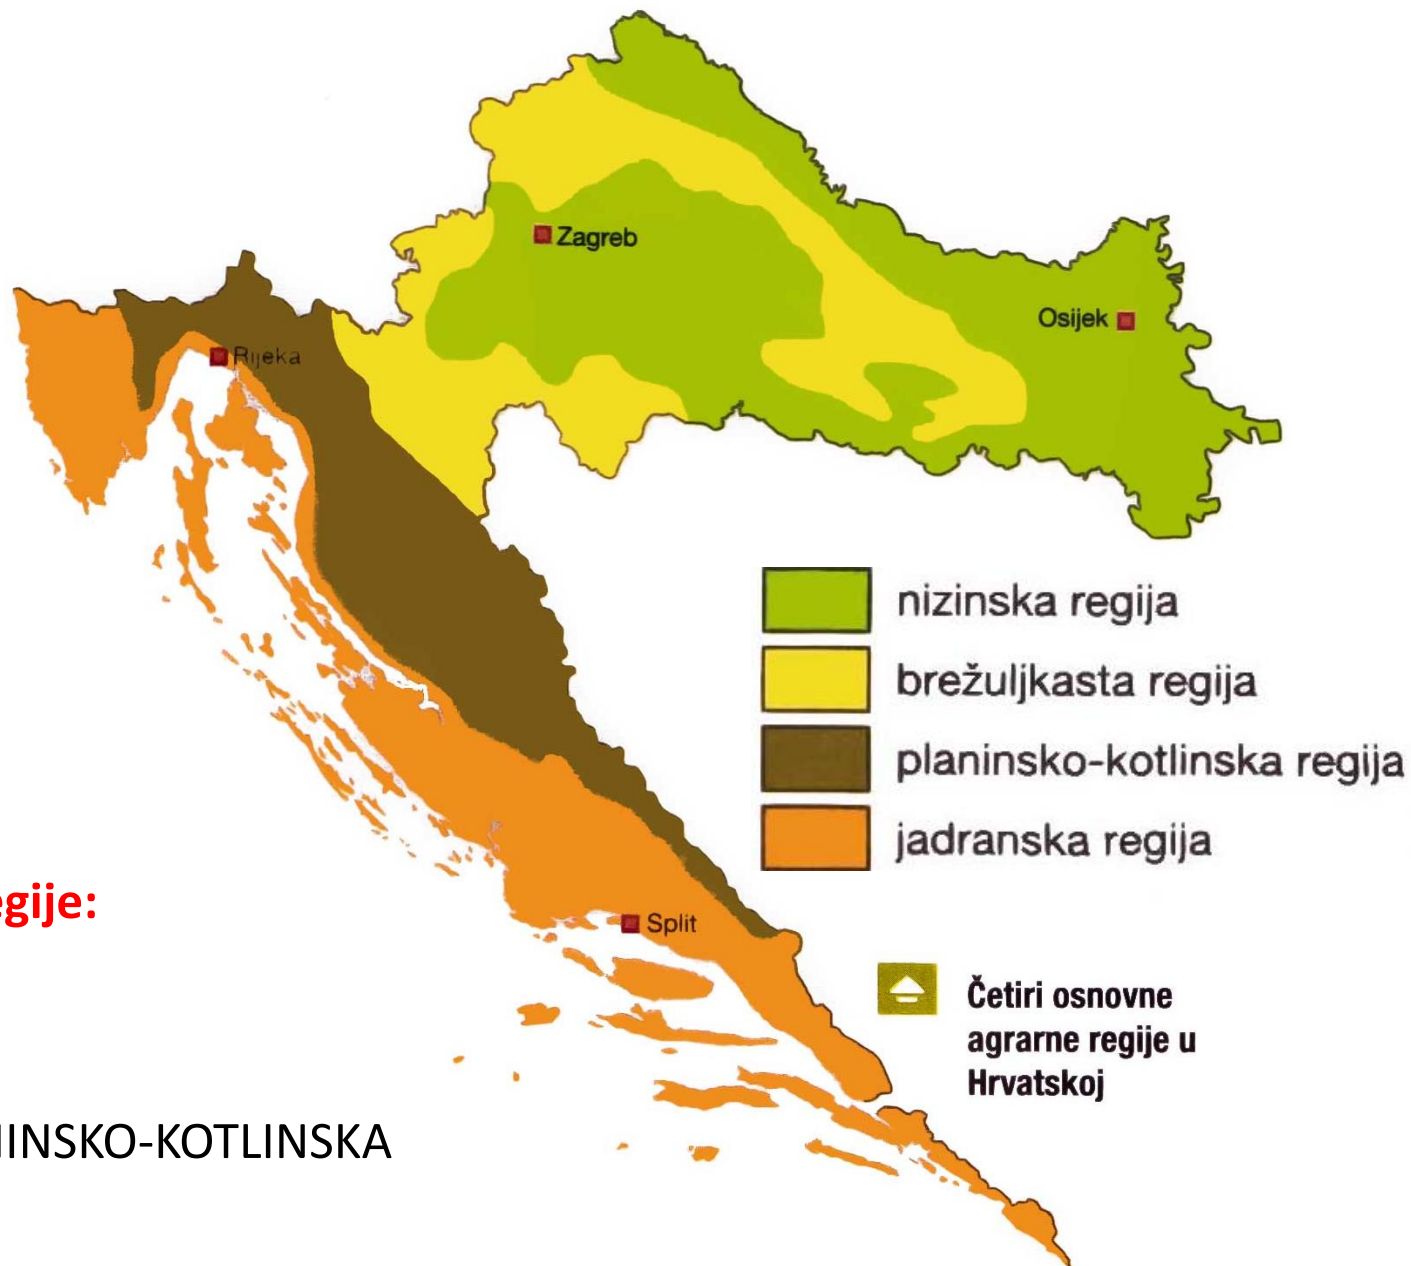 Zagreb
Osijek
Rijeka
nizinska regija
brežuljkasta regija
planinsko-kotlinska regija
jadranska regija
egije:
Split
Četiri osnovne
agrarne regije u
Hrvatskoj
NINSKO-KOTLINSKA